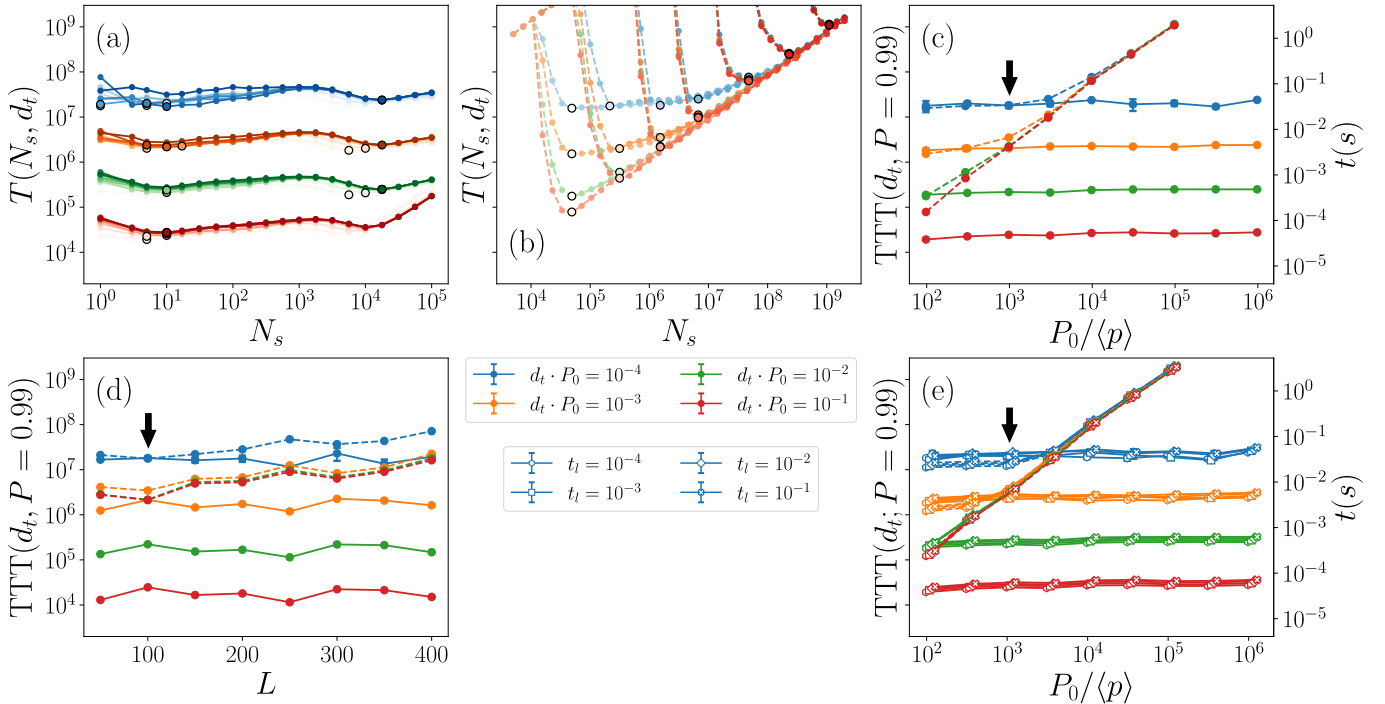 (a)
T(N_s, d_t)
10^9
10^8
10^7
10^6
10^5
10^4
10^0 10^1 10^2 10^3 10^4 10^5
N_s
(b)
T(N_s, d_t)
10^4 10^5 10^6 10^7 10^8 10^9
N_s
(c)
TTT(d_t, P = 0.99)
10^0
10^{-1}
10^{-2}
10^{-3}
10^{-4}
10^{-5}
t(s)
10^2 10^3 10^4 10^5 10^6
P_0/⟨p⟩
(d)
TTT(d_t, P = 0.99)
10^9
10^8
10^7
10^6
10^5
10^4
100 200 300 400
L
d_t · P_0 = 10^{-4} d_t · P_0 = 10^{-2}
d_t · P_0 = 10^{-3} d_t · P_0 = 10^{-1}
t_l = 10^{-4} t_l = 10^{-2}
t_l = 10^{-3} t_l = 10^{-1}
(e)
TTT(d_t; P = 0.99)
10^0
10^{-1}
10^{-2}
10^{-3}
10^{-4}
10^{-5}
t(s)
10^2 10^3 10^4 10^5 10^6
P_0/⟨p⟩